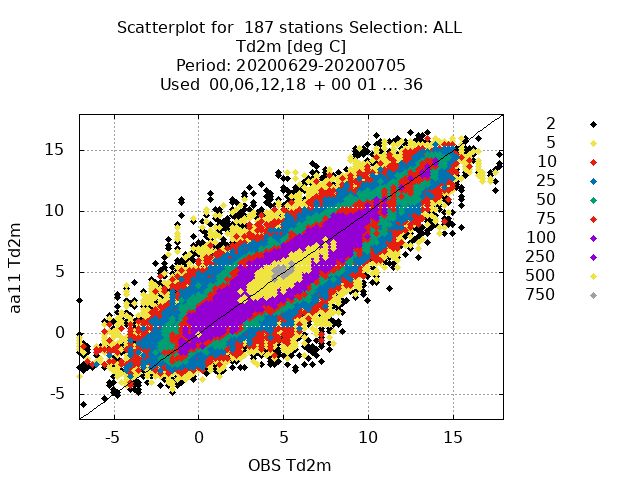 Scatterplot for  187 stations Selection: ALL
Td2m [deg C]
Period: 20200629-20200705
Used  00,06,12,18 + 00 01 ... 36
2
5
10
25
50
75
100
250
500
750
15
10
5
0
-5
aa11 Td2m
-5 0 5 10 15
OBS Td2m